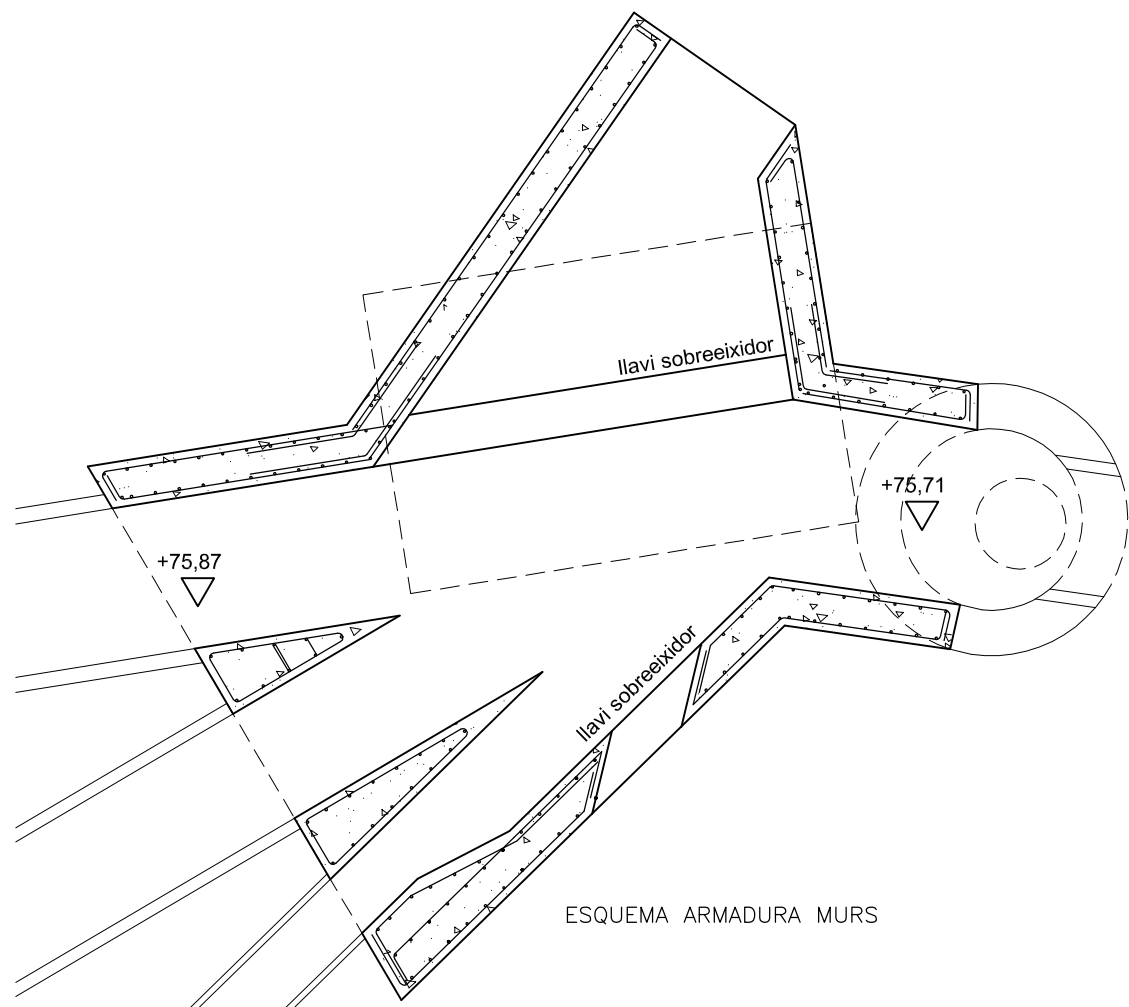 llavi sobreeixidor
+75,71
+75,87
llavi sobreeixidor
ESQUEMA ARMADURA MURS